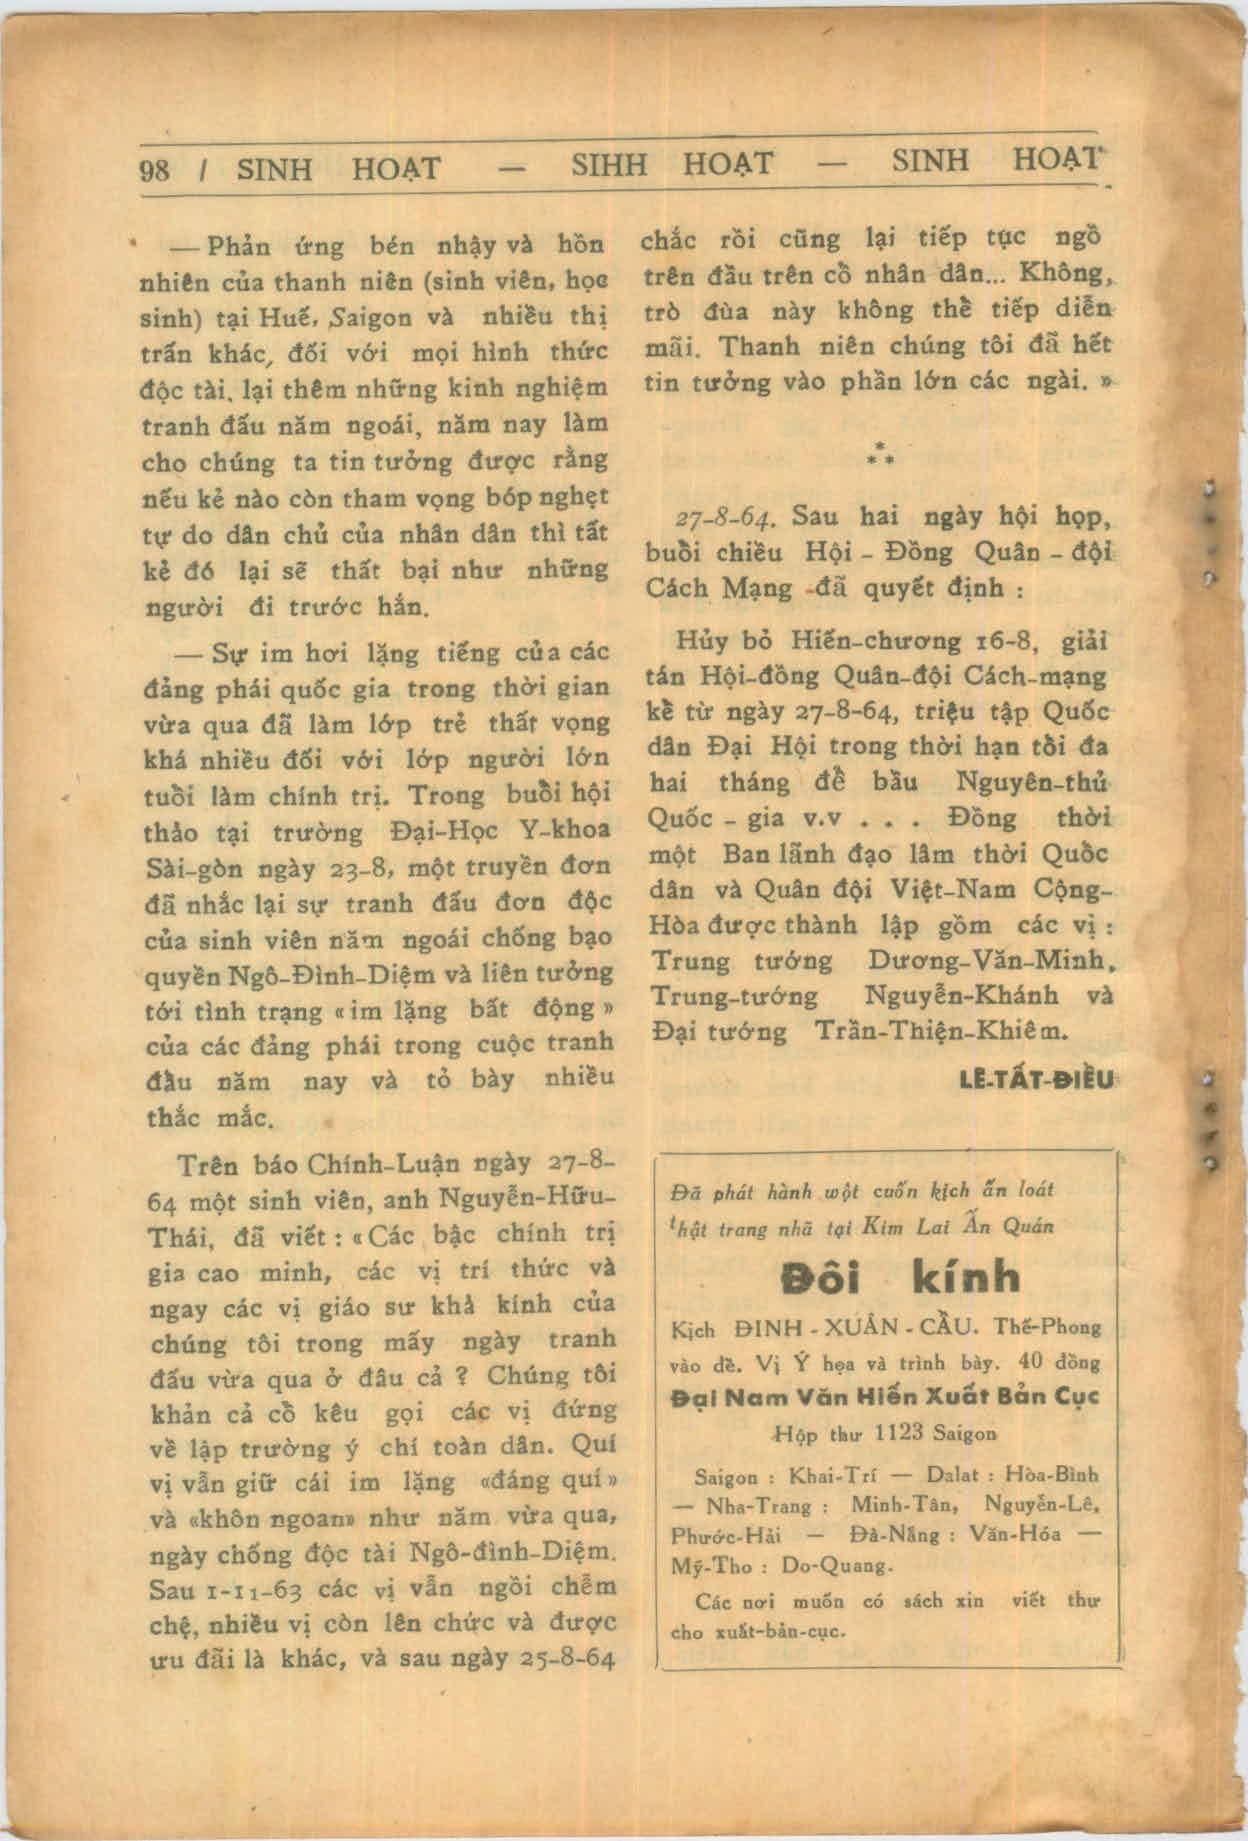 98 / SINH HOẠT — SIHH HOẠT — SINH HOẠT
— Phản ứng bén nhậy và hồn
nhiên của thanh niên (sinh viên, học
sinh) tại Huế, Saigon và nhiều thị
trấn khác, đối với mọi hình thức
độc tài, lại thêm những kinh nghiệm
tranh đấu năm ngoái, năm nay làm
cho chúng ta tin tưởng được rằng
nếu kẻ nào còn tham vọng bóp nghẹt
tự do dân chủ của nhân dân thì tất
kẻ đó lại sẽ thất bại như những
người đi trước hắn.
— Sự im hơi lặng tiếng của các
đảng phái quốc gia trong thời gian
vừa qua đã làm lớp trẻ thất vọng
khá nhiều đối với lớp người lớn
tuổi làm chính trị. Trong buổi hội
thảo tại trường Đại-Học Y-khoa
Sài-gòn ngày 23-8, một truyền đơn
đã nhắc lại sự tranh đấu đơn độc
của sinh viên năm ngoái chống bạo
quyền Ngô-Đình-Diệm và liên tưởng
tới tình trạng « im lặng bất động »
của các đảng phái trong cuộc tranh
đầu năm nay và tỏ bày nhiều
thắc mắc.
Trên báo Chính-Luận ngày 27-8-
64 một sinh viên, anh Nguyễn-Hữu-
Thái, đã viết : « Các bậc chính trị
gia cao minh, các vị trí thức và
ngay các vị giáo sư khả kính của
chúng tôi trong mấy ngày tranh
đấu vừa qua ở đâu cả ? Chúng tôi
khản cả cổ kêu gọi các vị đứng
về lập trường ý chí toàn dân. Quí
vị vẫn giữ cái im lặng «đáng quí»
và «khôn ngoan» như năm vừa qua,
ngày chống độc tài Ngô-đình-Diệm.
Sau 1-11-63 các vị vẫn ngồi chễm
chệ, nhiều vị còn lên chức và được
ưu đãi là khác, và sau ngày 25-8-64
chắc rồi cũng lại tiếp tục ngồ
trên đầu trên cổ nhân dân... Không,
trò đùa này không thể tiếp diễn
mãi. Thanh niên chúng tôi đã hết
tin tưởng vào phần lớn các ngài. »
*
* *
27-8-64. Sau hai ngày hội họp,
buổi chiều Hội - Đồng Quân - đội
Cách Mạng đã quyết định :
Hủy bỏ Hiến-chương 16-8, giải
tán Hội-đồng Quân-đội Cách-mạng
kể từ ngày 27-8-64, triệu tập Quốc
dân Đại Hội trong thời hạn tối đa
hai tháng để bầu Nguyên-thủ
Quốc - gia v.v . . . Đồng thời
một Ban lãnh đạo lâm thời Quốc
dân và Quân đội Việt-Nam Cộng-
Hòa được thành lập gồm các vị :
Trung tướng Dương-Văn-Minh,
Trung-tướng Nguyễn-Khánh và
Đại tướng Trần-Thiện-Khiêm.
LÊ-TẤT-ĐIỀU
Đã phát hành một cuốn kịch ấn loát
thật trang nhã tại Kim Lai Ấn Quán
Đôi kính
Kịch ĐINH - XUÂN - CẦU. Thế-Phong
vào đề. Vị Ý họa và trình bày. 40 đồng
Đại Nam Văn Hiến Xuất Bản Cục
Hộp thư 1123 Saigon
Saigon : Khai-Trí — Dalat : Hòa-Bình
— Nha-Trang : Minh-Tân, Nguyễn-Lê,
Phước-Hải — Đà-Nẵng : Văn-Hóa —
Mỹ-Tho : Do-Quang.
Các nơi muốn có sách xin viết thư
cho xuất-bản-cục.